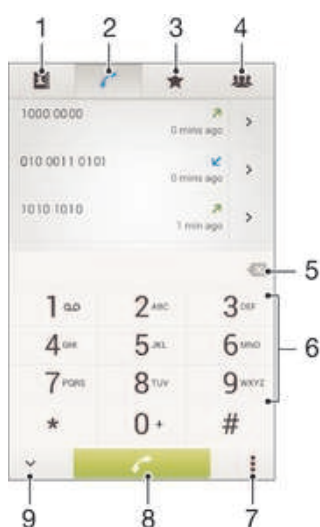 1 2 3 4
1000 0000
0 mins ago
010 0011 0101
0 mins ago
1010 1010
1 min ago
5
1 2 ABC 3 DEF
4 GHI 5 JKL 6 MNO
6
7 PQRS 8 TUV 9 WXYZ
* 0 + #
9 8 7